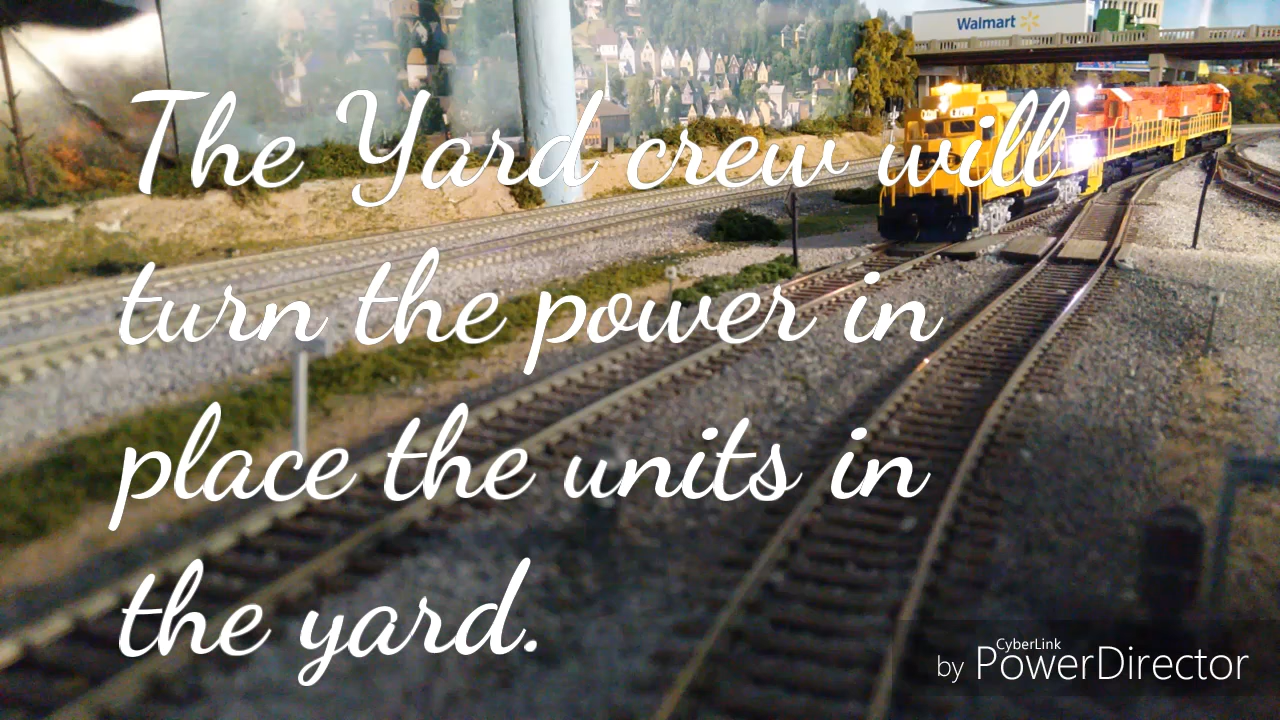 Walmart
The Yard crew will
turn the power in
place the units in
the yard.
CyberLink
by PowerDirector